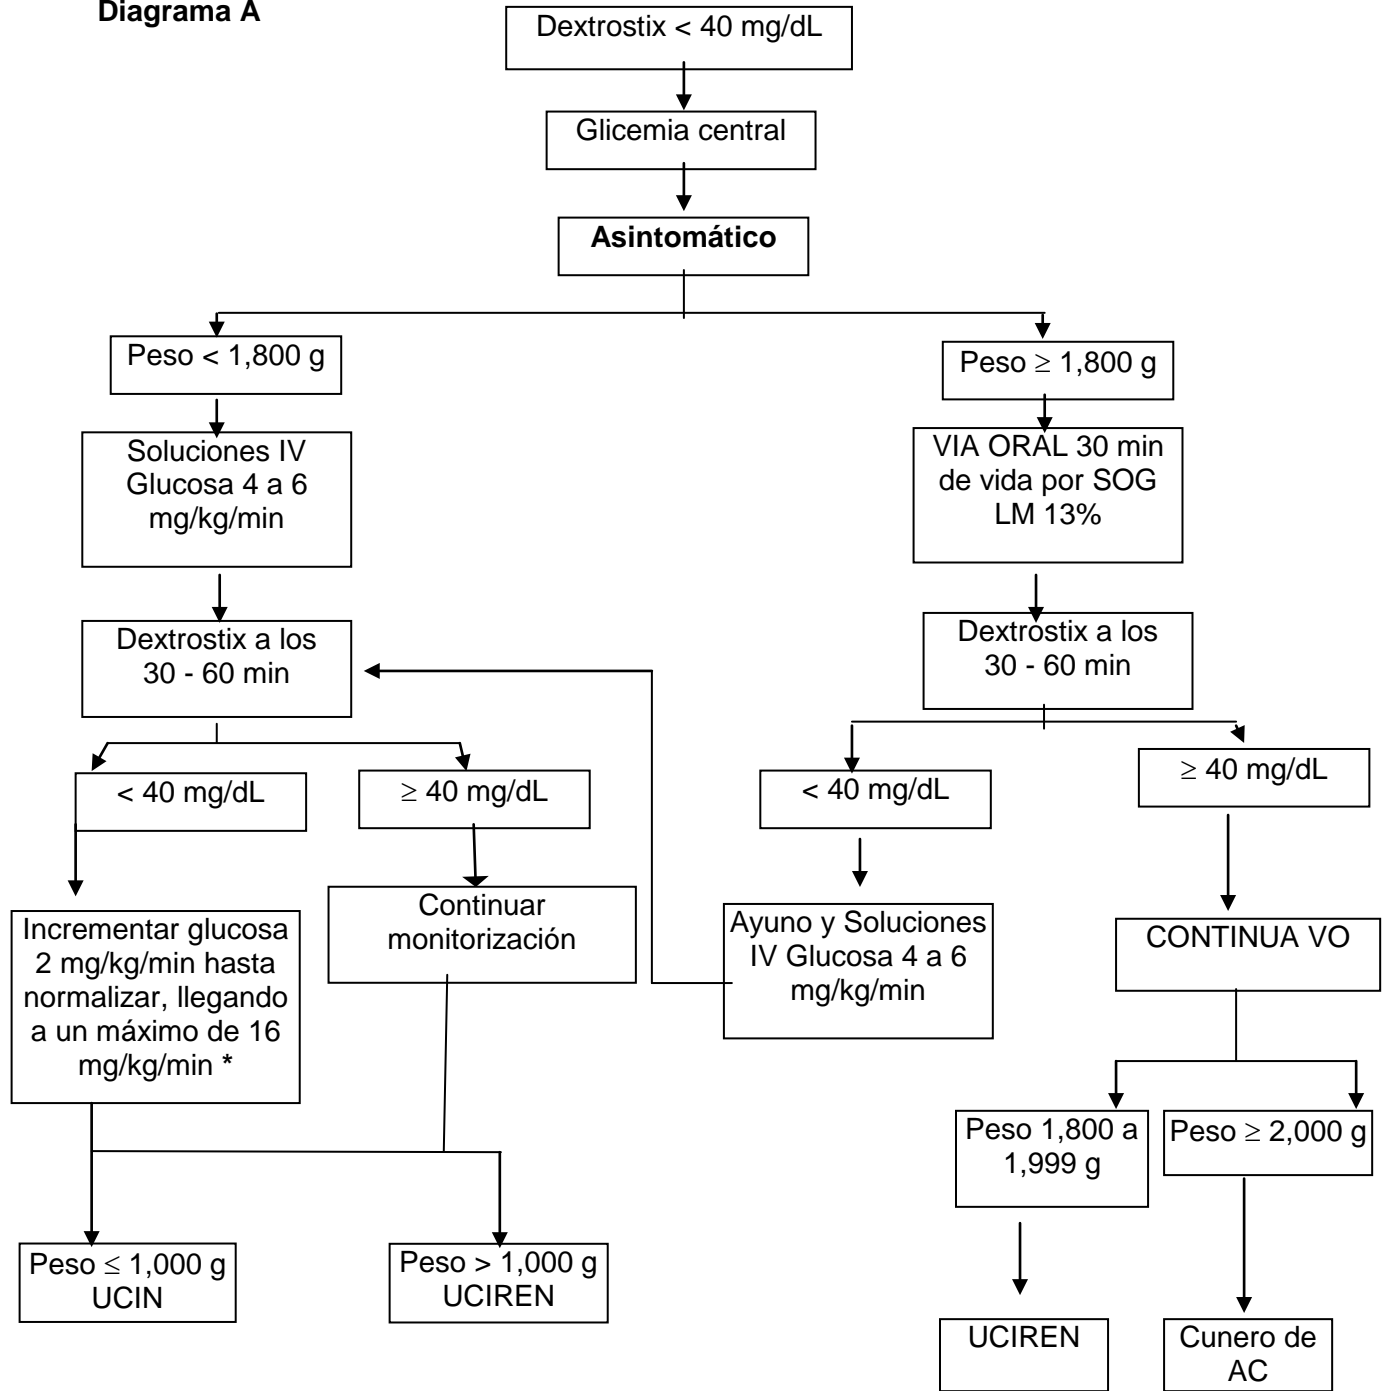 Diagrama A
Dextrostix < 40 mg/dL
Glicemia central
Asintomático
Peso < 1,800 g
Peso ≥ 1,800 g
Soluciones IV
Glucosa 4 a 6
mg/kg/min
VIA ORAL 30 min
de vida por SOG
LM 13%
Dextrostix a los
30 - 60 min
Dextrostix a los
30 - 60 min
< 40 mg/dL
≥ 40 mg/dL
< 40 mg/dL
≥ 40 mg/dL
Incrementar glucosa
2 mg/kg/min hasta
normalizar, llegando
a un máximo de 16
mg/kg/min *
Continuar
monitorización
Ayuno y Soluciones
IV Glucosa 4 a 6
mg/kg/min
CONTINUA VO
Peso 1,800 a
1,999 g
Peso ≥ 2,000 g
Peso ≤ 1,000 g
UCIN
Peso > 1,000 g
UCIREN
UCIREN
Cunero de
AC